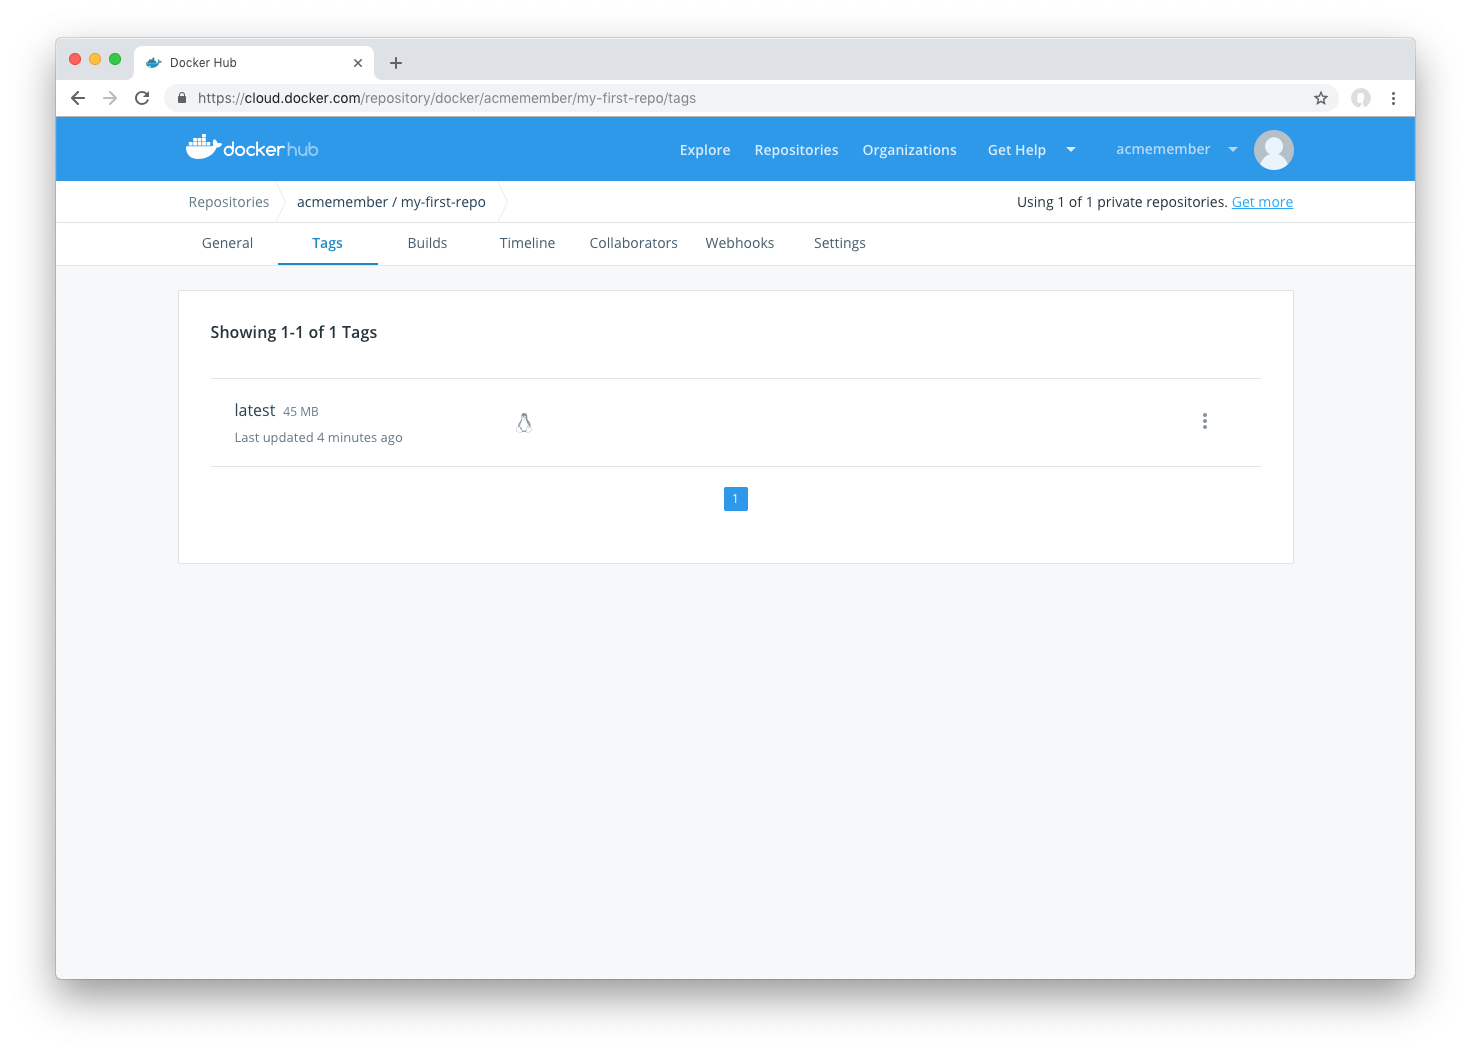 Docker Hub
https://cloud.docker.com/repository/docker/acmemember/my-first-repo/tags
dockerhub Explore Repositories Organizations Get Help acmemember
Repositories acmemember / my-first-repo Using 1 of 1 private repositories. Get more
General Tags Builds Timeline Collaborators Webhooks Settings
Showing 1-1 of 1 Tags
latest 45 MB
Last updated 4 minutes ago
1